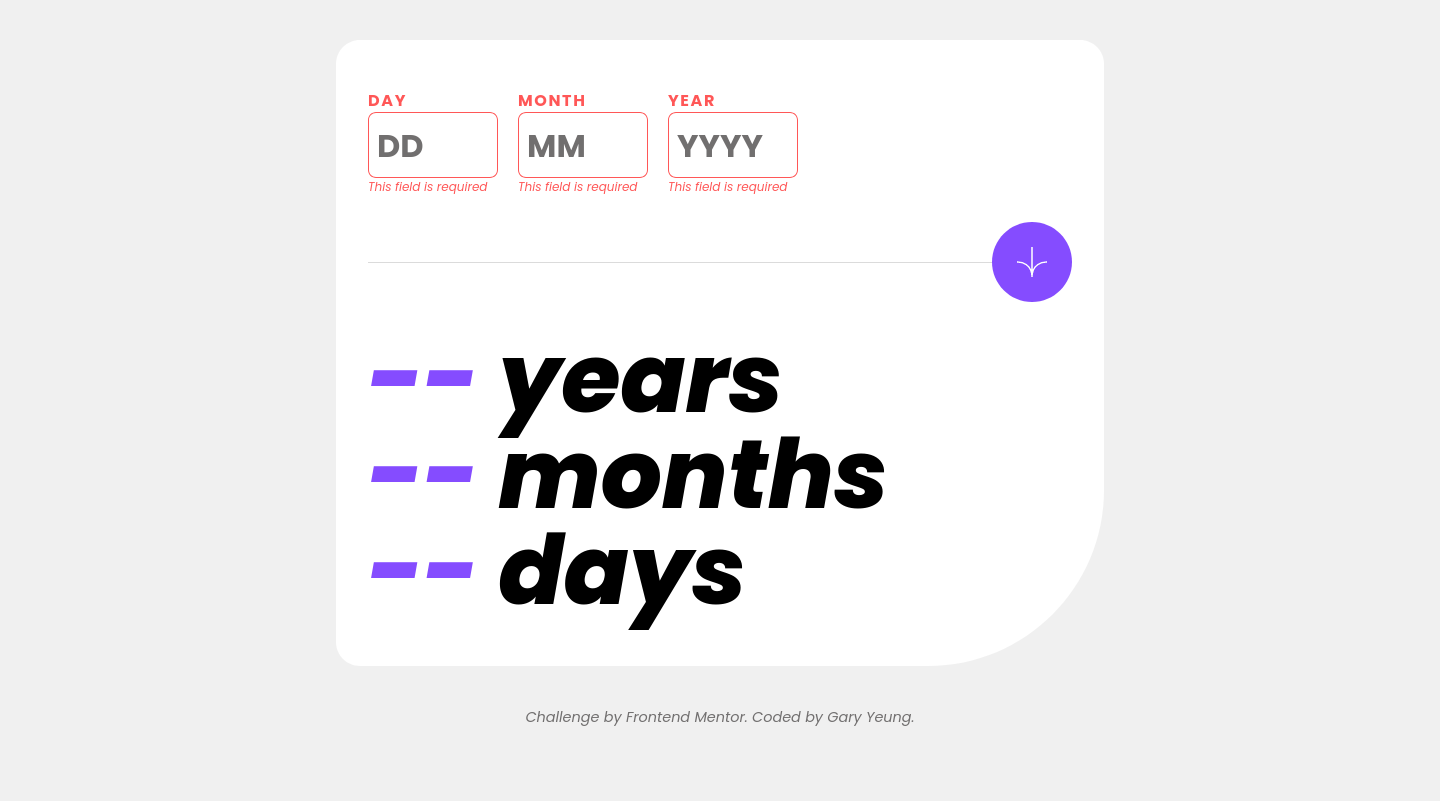 DAY MONTH YEAR
DD MM YYYY
This field is required This field is required This field is required
-- years
-- months
-- days
Challenge by Frontend Mentor. Coded by Gary Yeung.